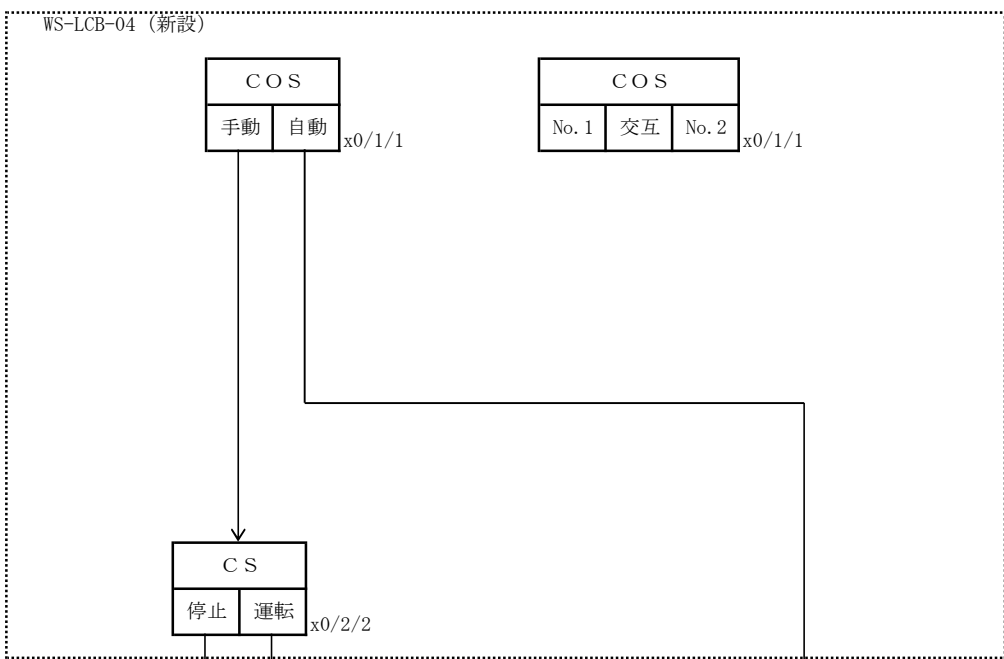 WS-LCB-04 (新設)
ＣＯＳ
手動 自動 x0/1/1
ＣＯＳ
No.1 交互 No.2 x0/1/1
ＣＳ
停止 運転 x0/2/2